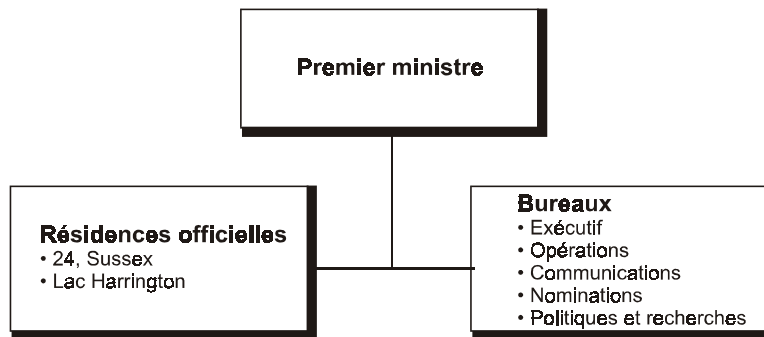 Premier ministre
Résidences officielles
• 24, Sussex
• Lac Harrington
Bureaux
• Exécutif
• Opérations
• Communications
• Nominations
• Politiques et recherches